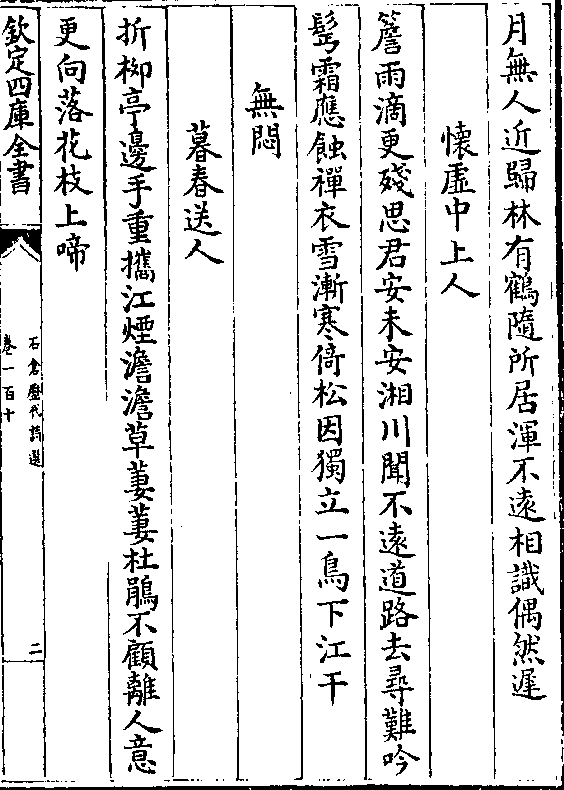 月無人近歸林有鶴隨所居渾不遠相識偶然遲
懷虛中上人
簷雨滴更殘思君安未安湘川聞不遠道路去尋難吟
髩霜應蝕禪衣雪漸寒倚松因獨立一鳥下江干
無悶
暮春送人
折柳亭邊手重攜江煙澹澹草萋萋杜鵑不顧離人意
更向落花枝上啼
欽定四庫全書
石倉歷代詩選
卷一百十
二